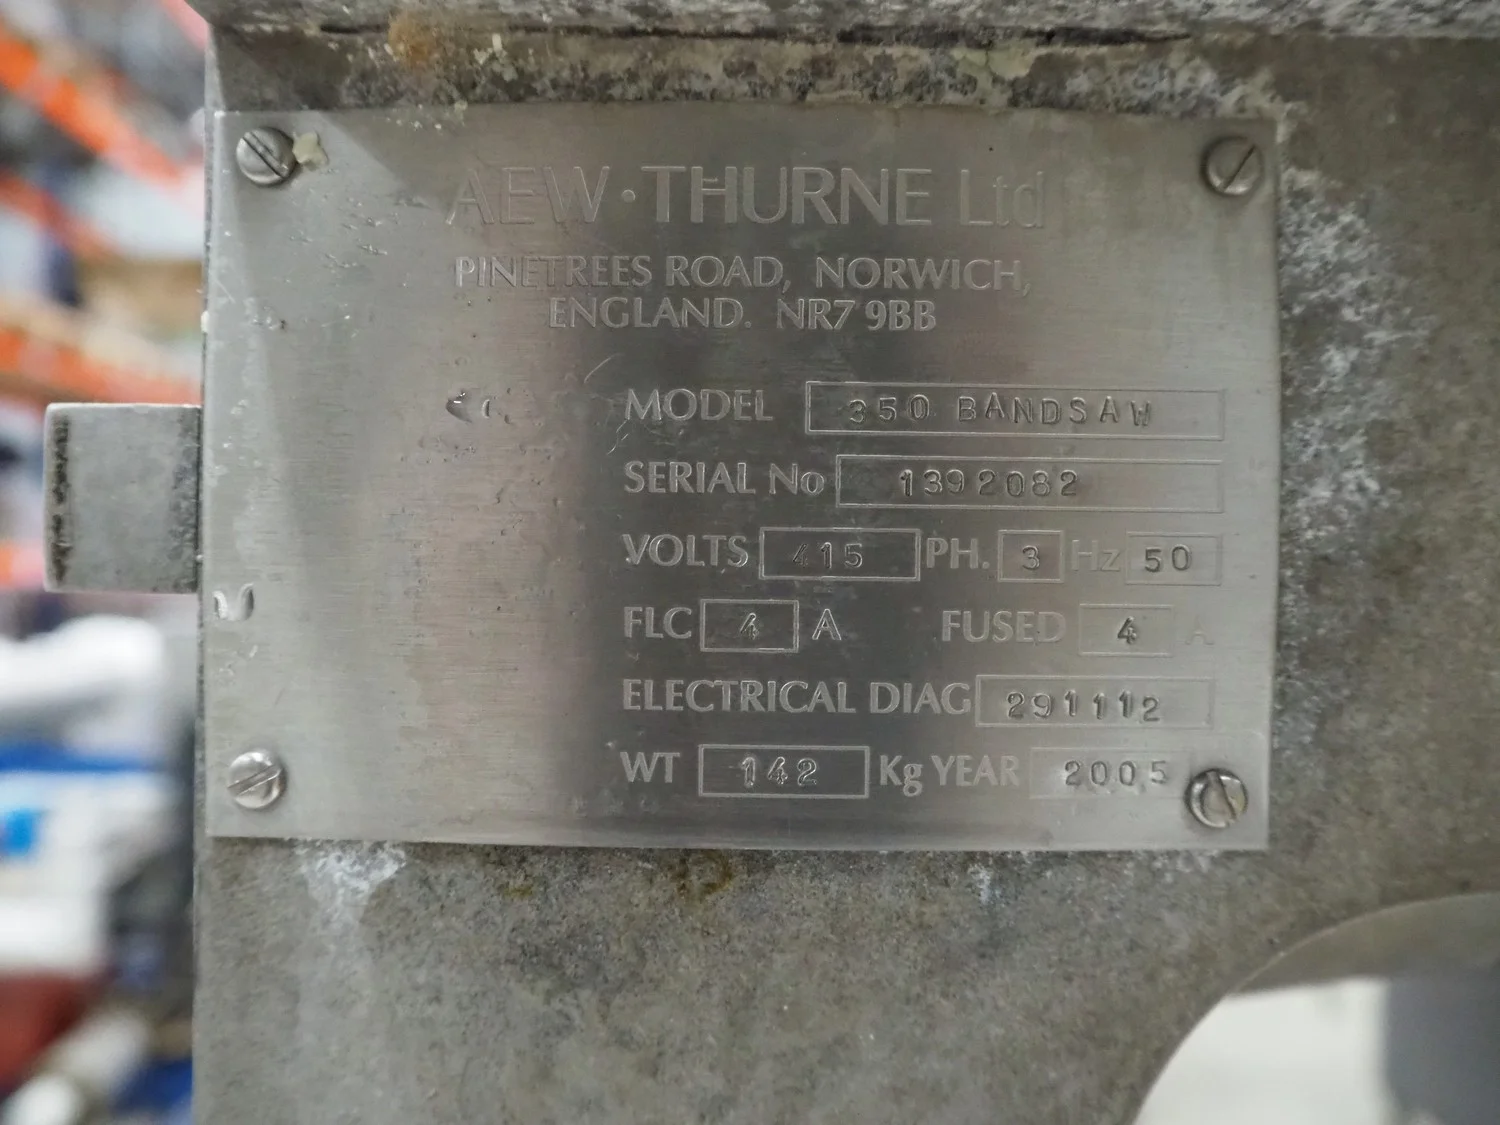 AEW·THURNE Ltd
PINETREES ROAD, NORWICH,
ENGLAND. NR7 9BB
MODEL 350 BANDSAW
SERIAL No 1392082
VOLTS 415 PH. 3 Hz 50
FLC 4 A FUSED 4 A
ELECTRICAL DIAG 291112
WT 142 Kg YEAR 2005